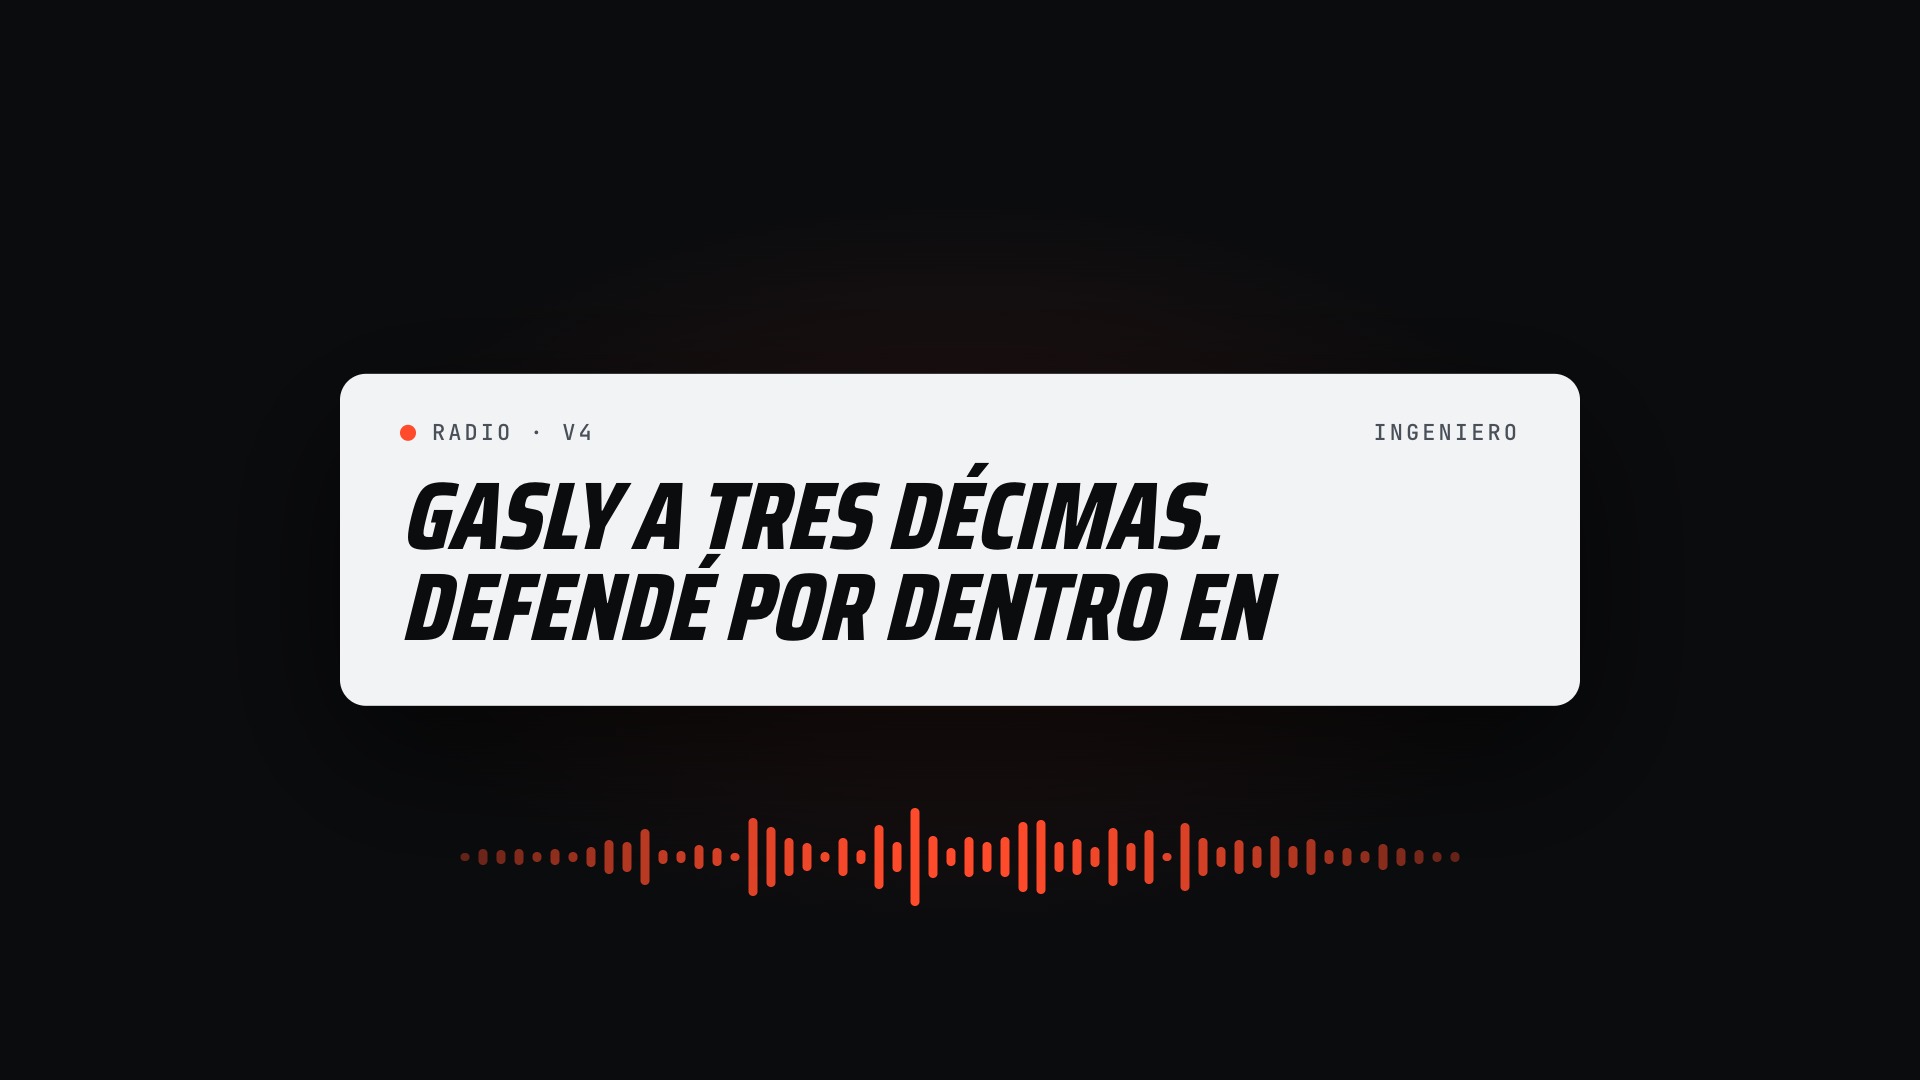 RADIO · V4
INGENIERO
GASLY A TRES DÉCIMAS.
DEFENDÉ POR DENTRO EN